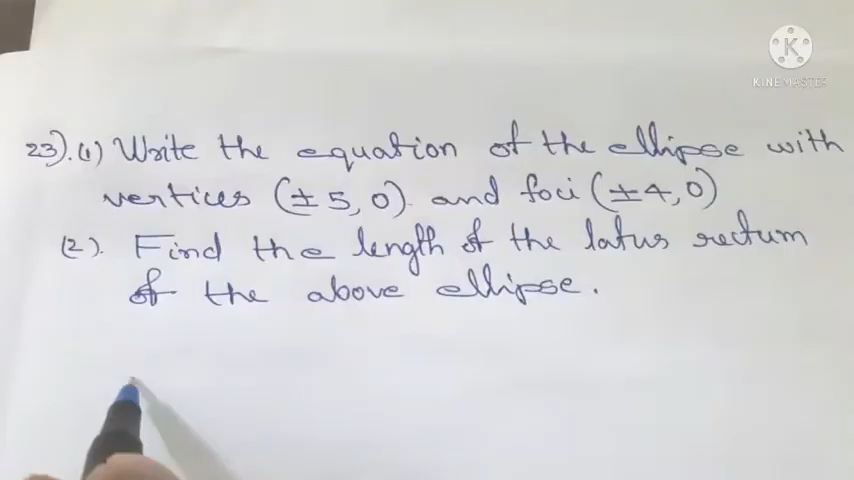 KINEMASTER
23).(1) Write the equation of the ellipse with
vertices (±5, 0). and foci (±4, 0)
(2). Find the length of the latus rectum
of the above ellipse.